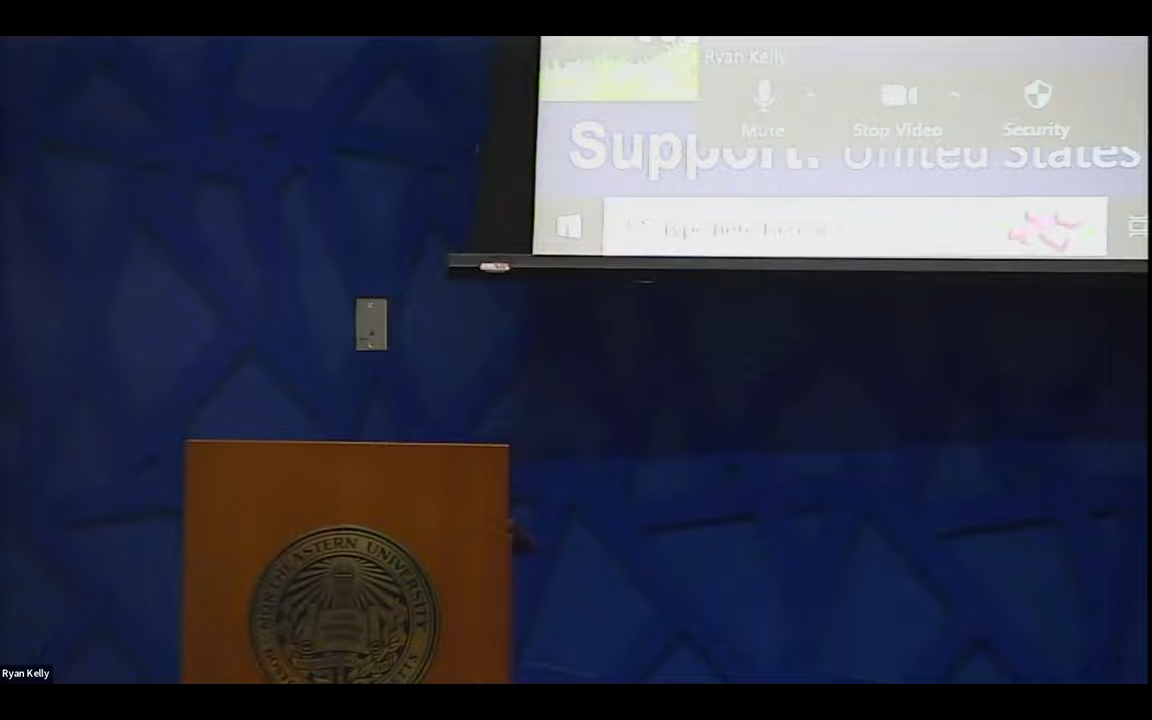 Ryan Kelly
Mute
Stop Video
Security
Support: United States
NORTHEASTERN UNIVERSITY
Ryan Kelly